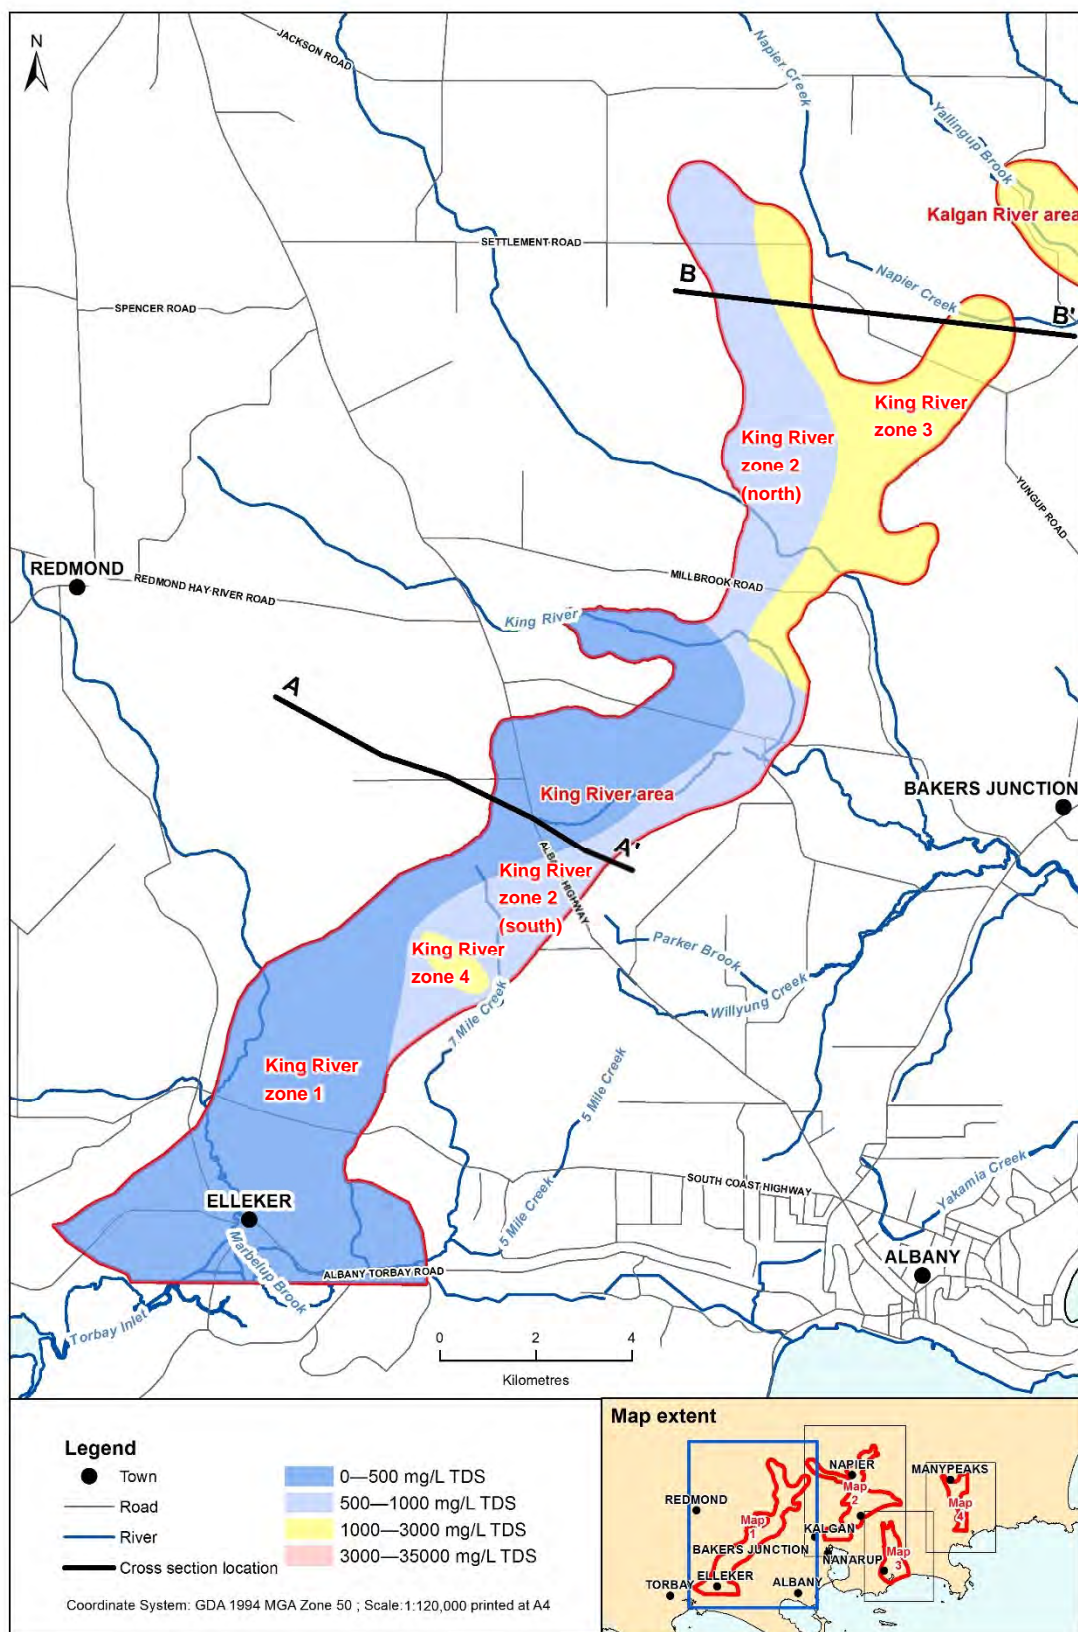 N
JACKSON ROAD
Napier Creek
Yallingup Brook
Kalgan River area
SETTLEMENT ROAD
B
Napier Creek
B'
SPENCER ROAD
King River
zone 3
King River
zone 2
(north)
YUNGUP ROAD
REDMOND
REDMOND HAY RIVER ROAD
MILLBROOK ROAD
King River
A
BAKERS JUNCTION
King River area
A'
ALBANY HIGHWAY
King River
zone 2
(south)
King River
zone 4
Parker Brook
Willyung Creek
7 Mile Creek
King River
zone 1
5 Mile Creek
5 Mile Creek
SOUTH COAST HIGHWAY
Yakamia Creek
ELLEKER
Marbelup Brook
ALBANY
ALBANY TORBAY ROAD
Torbay Inlet
0 2 4
Kilometres
Legend
Town
Road
River
Cross section location
0—500 mg/L TDS
500—1000 mg/L TDS
1000—3000 mg/L TDS
3000—35000 mg/L TDS
Coordinate System: GDA 1994 MGA Zone 50 ; Scale:1:120,000 printed at A4
Map extent
NAPIER
MANYPEAKS
REDMOND
Map 1
Map 2
Map 4
KALGAN
BAKERS JUNCTION
NANARUP
Map 3
ELLEKER
TORBAY
ALBANY